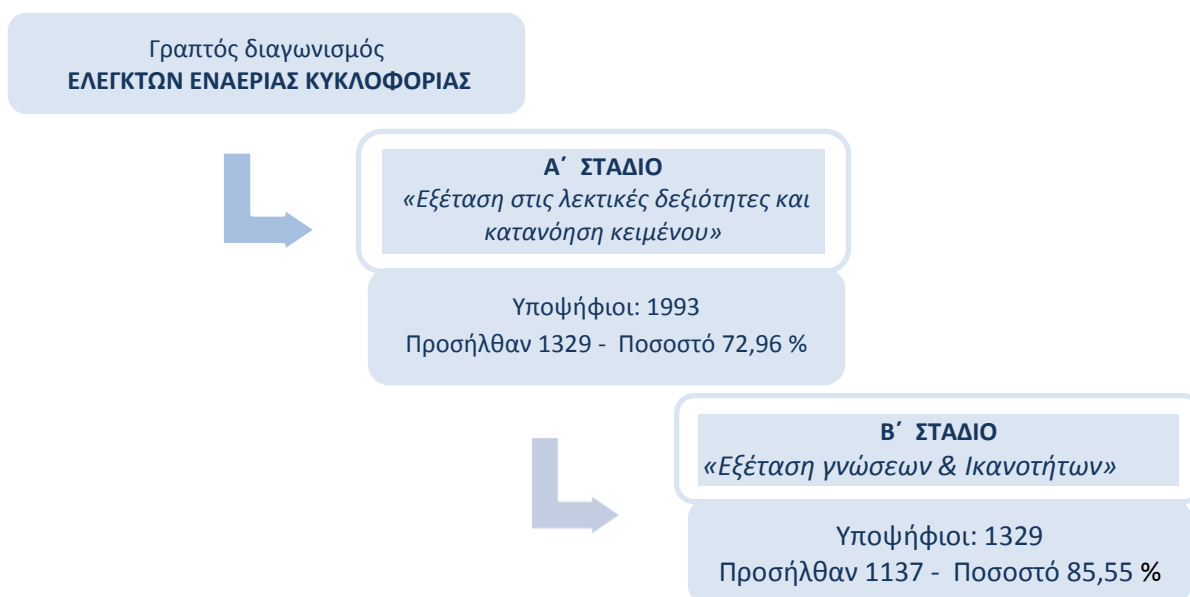 Γραπτός διαγωνισμός
ΕΛΕΓΚΤΩΝ ΕΝΑΕΡΙΑΣ ΚΥΚΛΟΦΟΡΙΑΣ
Α΄ ΣΤΑΔΙΟ
«Εξέταση στις λεκτικές δεξιότητες και
κατανόηση κειμένου»
Υποψήφιοι: 1993
Προσήλθαν 1329 - Ποσοστό 72,96 %
Β΄ ΣΤΑΔΙΟ
«Εξέταση γνώσεων & Ικανοτήτων»
Υποψήφιοι: 1329
Προσήλθαν 1137 - Ποσοστό 85,55 %